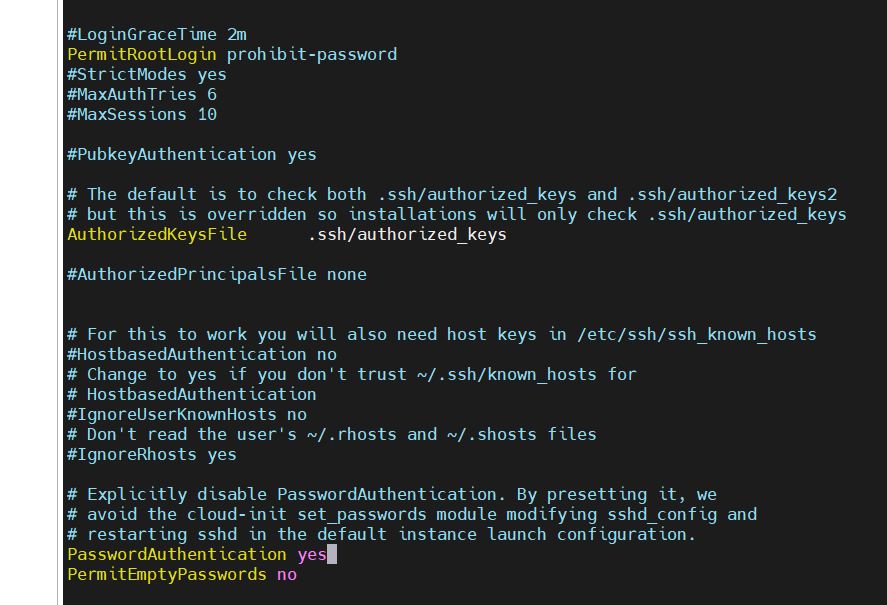 #LoginGraceTime 2m
PermitRootLogin prohibit-password
#StrictModes yes
#MaxAuthTries 6
#MaxSessions 10
#PubkeyAuthentication yes
# The default is to check both .ssh/authorized_keys and .ssh/authorized_keys2
# but this is overridden so installations will only check .ssh/authorized_keys
AuthorizedKeysFile      .ssh/authorized_keys
#AuthorizedPrincipalsFile none
# For this to work you will also need host keys in /etc/ssh/ssh_known_hosts
#HostbasedAuthentication no
# Change to yes if you don't trust ~/.ssh/known_hosts for
# HostbasedAuthentication
#IgnoreUserKnownHosts no
# Don't read the user's ~/.rhosts and ~/.shosts files
#IgnoreRhosts yes
# Explicitly disable PasswordAuthentication. By presetting it, we
# avoid the cloud-init set_passwords module modifying sshd_config and
# restarting sshd in the default instance launch configuration.
PasswordAuthentication yes
PermitEmptyPasswords no